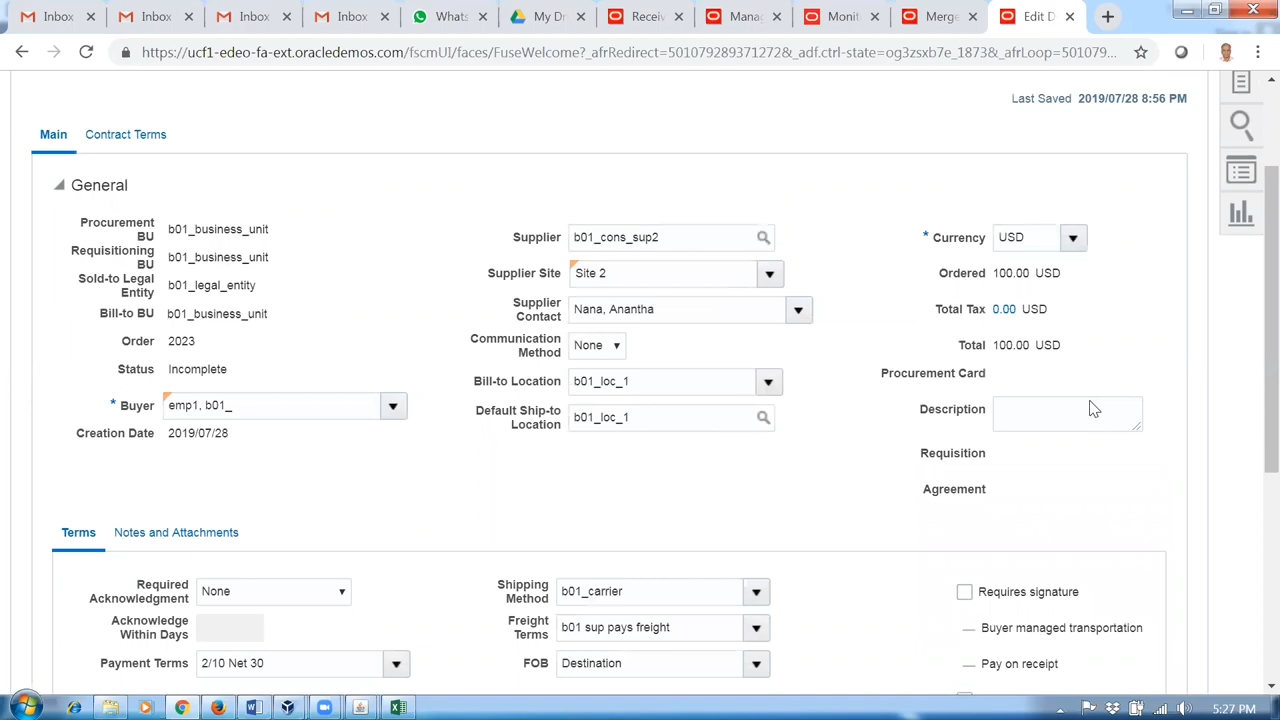 Inbox
Inbox
Inbox
Inbox
Whats
My
Recei
Mana
Moni
Merg
Edit D
https://ucf1-edeo-fa-ext.oracledemos.com/fscmUI/faces/FuseWelcome?_afrRedirect=501079289371272&_adf.ctrl-state=og3zsxb7e_1873&_afrLoop=501079...
Last Saved 2019/07/28 8:56 PM
Main Contract Terms
General
Procurement BU b01_business_unit
Requisitioning BU b01_business_unit
Sold-to Legal Entity b01_legal_entity
Bill-to BU b01_business_unit
Order 2023
Status Incomplete
* Buyer emp1, b01_
Creation Date 2019/07/28
Supplier b01_cons_sup2
Supplier Site Site 2
Supplier Contact Nana, Anantha
Communication Method None
Bill-to Location b01_loc_1
Default Ship-to Location b01_loc_1
* Currency USD
Ordered 100.00 USD
Total Tax 0.00 USD
Total 100.00 USD
Procurement Card
Description
Requisition
Agreement
Terms Notes and Attachments
Required Acknowledgment None
Acknowledge Within Days
Payment Terms 2/10 Net 30
Shipping Method b01_carrier
Freight Terms b01 sup pays freight
FOB Destination
Requires signature
Buyer managed transportation
Pay on receipt
5:27 PM